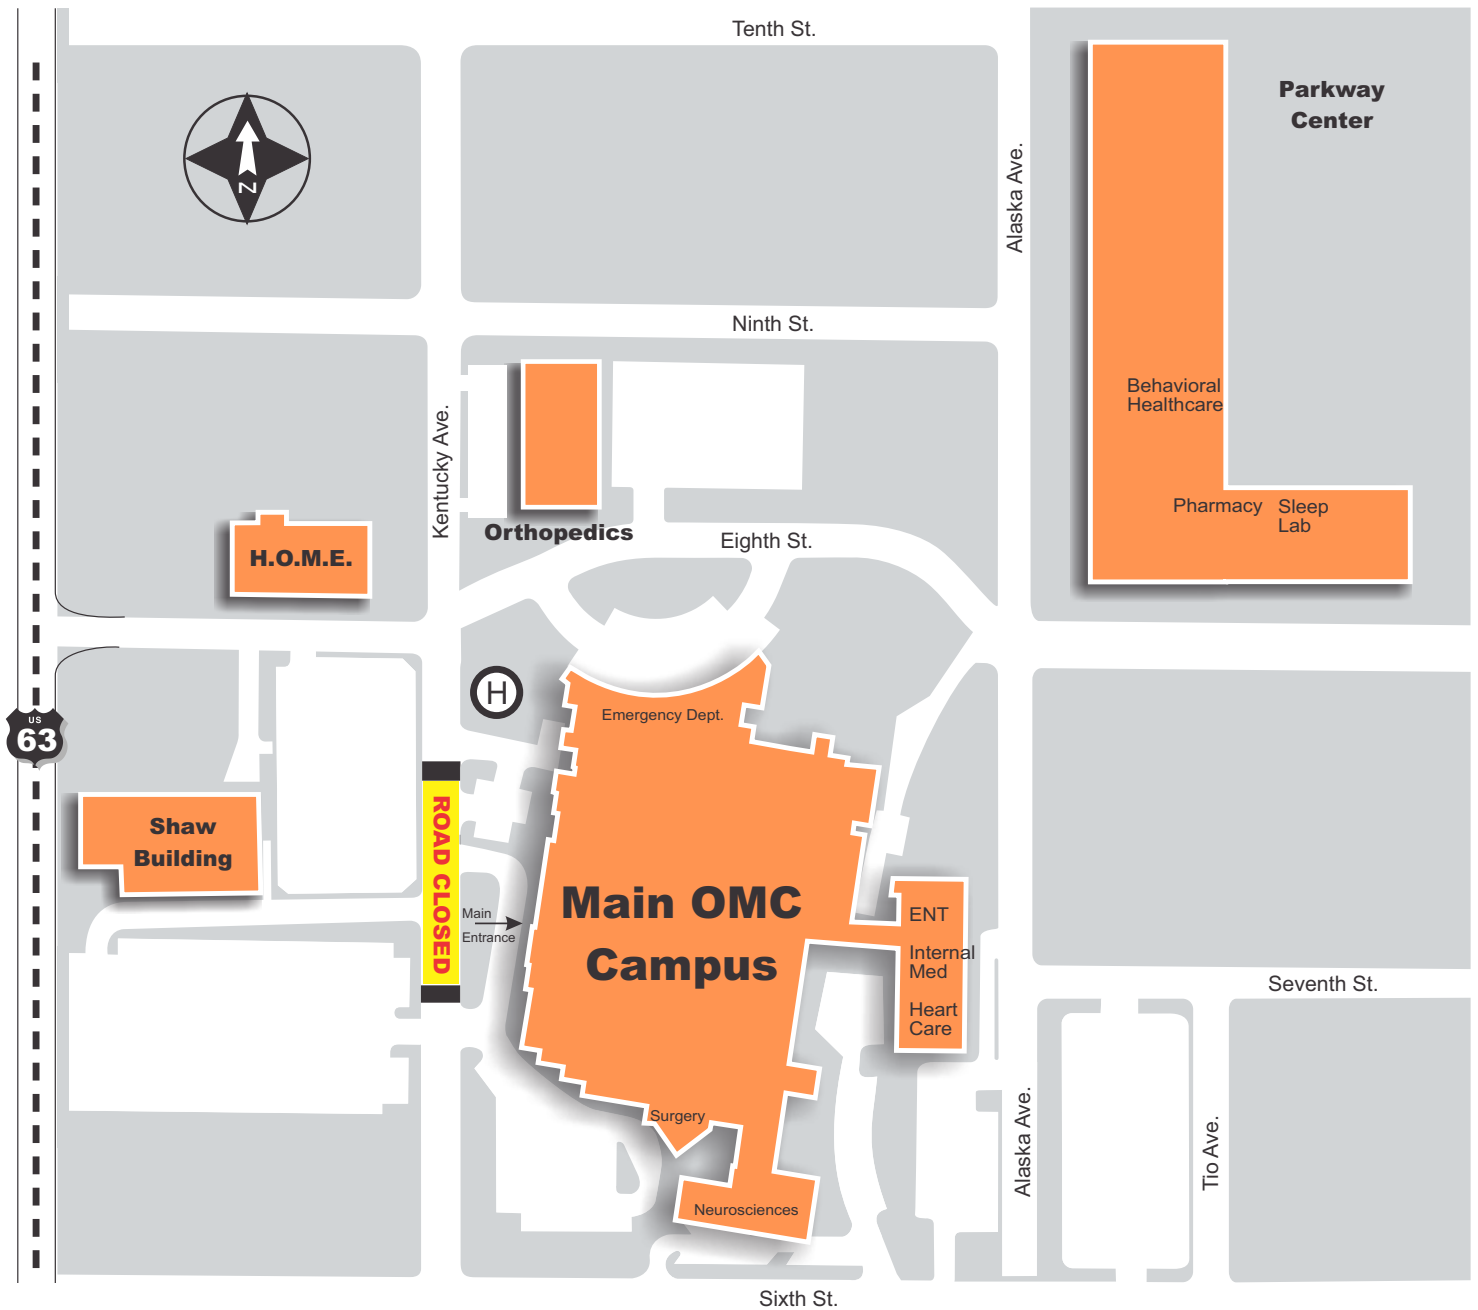 Tenth St.
Parkway
Center
N
Alaska Ave.
Ninth St.
Behavioral
Healthcare
Kentucky Ave.
Pharmacy
Sleep
Lab
Orthopedics
Eighth St.
H.O.M.E.
H
Emergency Dept.
US
63
ROAD CLOSED
Shaw
Building
Main OMC
Campus
Main
Entrance
ENT
Internal
Med
Heart
Care
Seventh St.
Surgery
Alaska Ave.
Tio Ave.
Neurosciences
Sixth St.